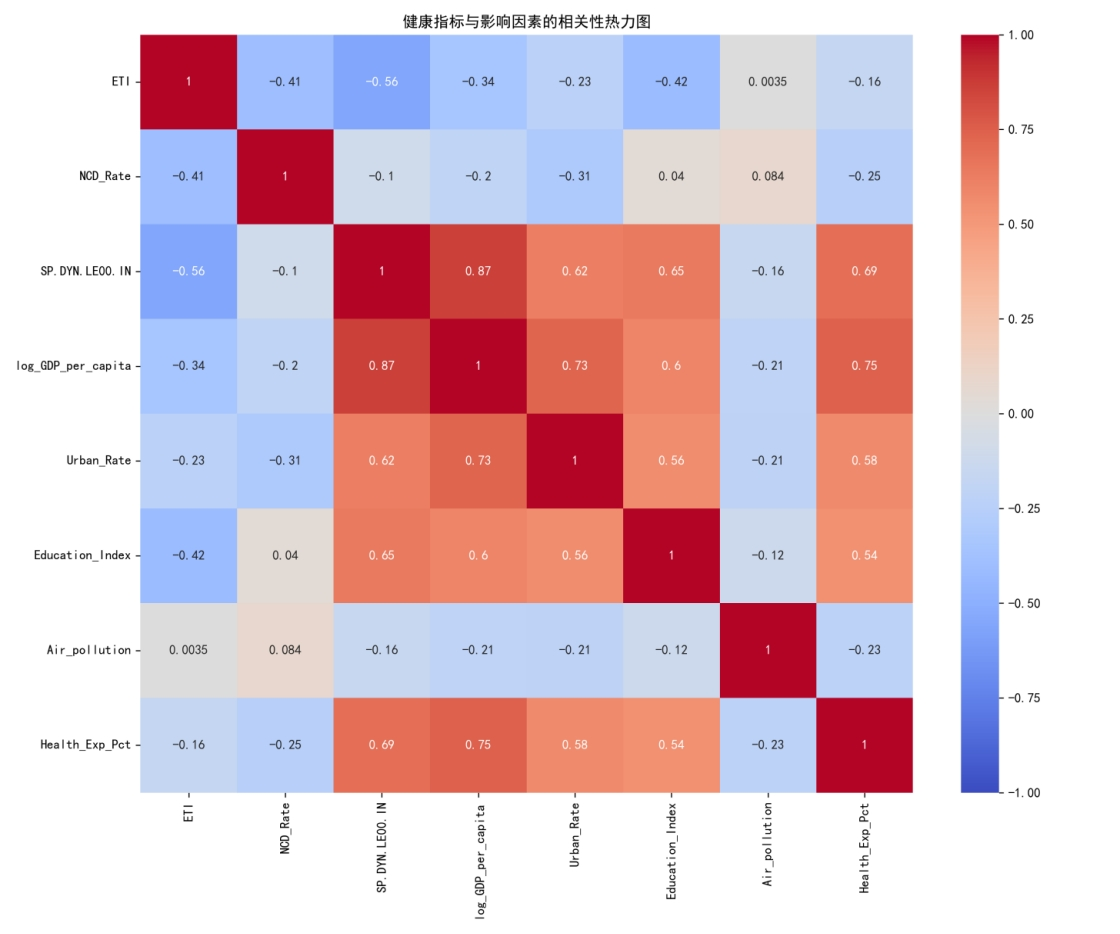 健康指标与影响因素的相关性热力图
ETI 1 -0.41 -0.56 -0.34 -0.23 -0.42 0.0035 -0.16
NCD_Rate -0.41 1 -0.1 -0.2 -0.31 0.04 0.084 -0.25
SP.DYN.LE00.IN -0.56 -0.1 1 0.87 0.62 0.65 -0.16 0.69
log_GDP_per_capita -0.34 -0.2 0.87 1 0.73 0.6 -0.21 0.75
Urban_Rate -0.23 -0.31 0.62 0.73 1 0.56 -0.21 0.58
Education_Index -0.42 0.04 0.65 0.6 0.56 1 -0.12 0.54
Air_pollution 0.0035 0.084 -0.16 -0.21 -0.21 -0.12 1 -0.23
Health_Exp_Pct -0.16 -0.25 0.69 0.75 0.58 0.54 -0.23 1
ETI
NCD_Rate
SP.DYN.LE00.IN
log_GDP_per_capita
Urban_Rate
Education_Index
Air_pollution
Health_Exp_Pct
1.00
0.75
0.50
0.25
0.00
-0.25
-0.50
-0.75
-1.00